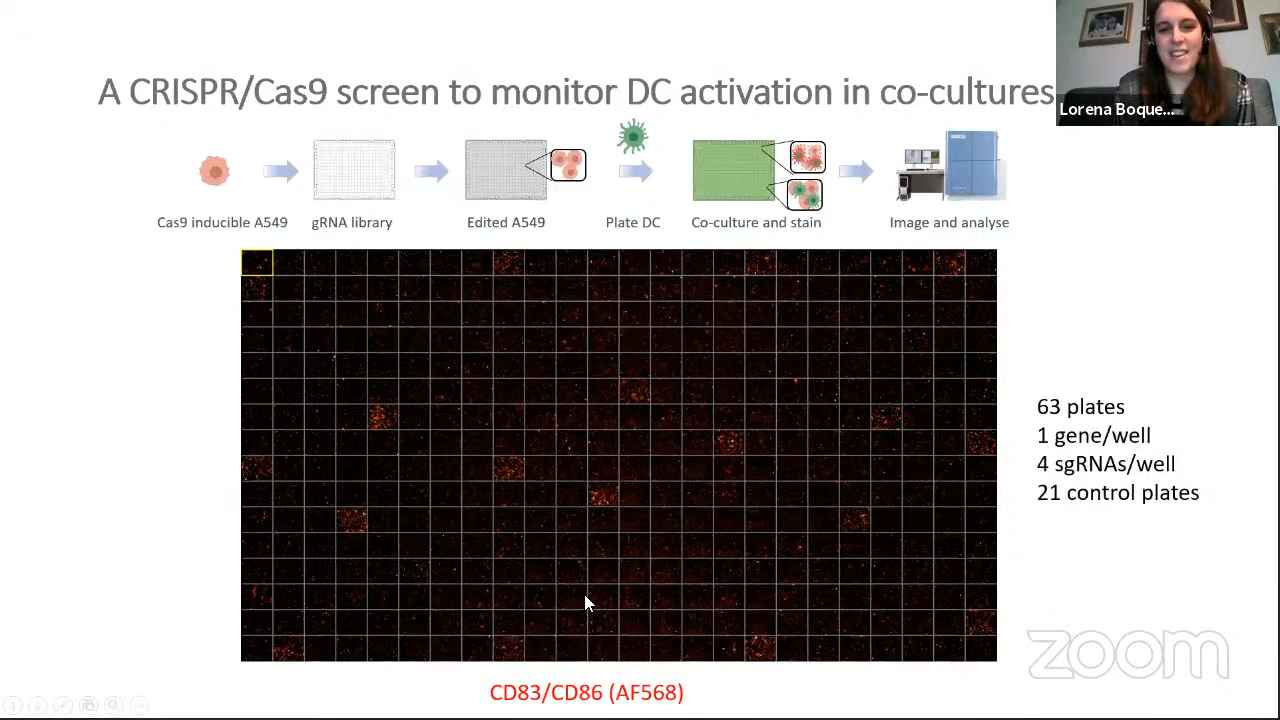 A CRISPR/Cas9 screen to monitor DC activation in co-cultures
Lorena Boque...
Cas9 inducible A549
gRNA library
Edited A549
Plate DC
Co-culture and stain
Image and analyse
63 plates
1 gene/well
4 sgRNAs/well
21 control plates
zoom
CD83/CD86 (AF568)